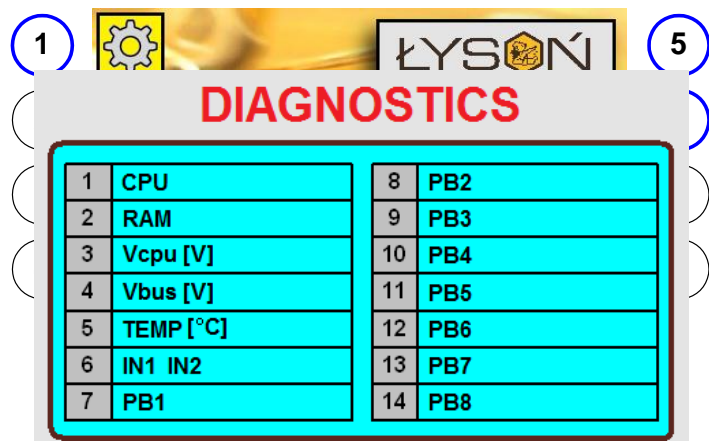 1
ŁYSOŃ
5
DIAGNOSTICS
1 CPU
2 RAM
3 Vcpu [V]
4 Vbus [V]
5 TEMP [°C]
6 IN1 IN2
7 PB1
8 PB2
9 PB3
10 PB4
11 PB5
12 PB6
13 PB7
14 PB8